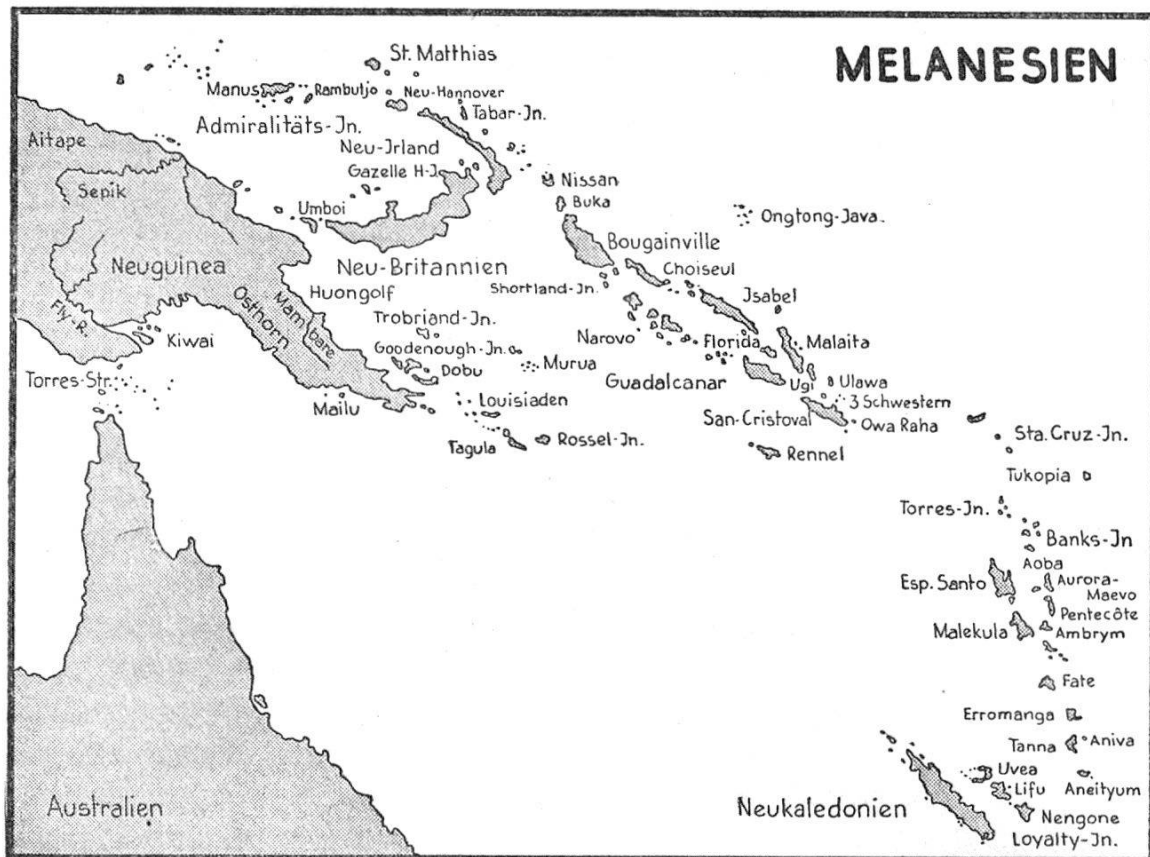 MELANESIEN
St. Matthias
Manus
Rambutjo
Neu-Hannover
Tabar-Jn.
Admiralitäts-Jn.
Aitape
Neu-Jrland
Gazelle H-J.
Sepik
Nissan
Buka
Umboi
Ongtong-Java.
Bougainville
Neuguinea
Neu-Britannien
Choiseul
Huongolf
Shortland-Jn.
Jsabel
Fly-R.
Osthorn
Mambare
Trobriand-Jn.
Kiwai
Narovo
Florida
Malaita
Goodenough-Jn.
Murua
Dobu
Torres-Str.
Guadalcanar
Ugi
Ulawa
Mailu
Louisiaden
3 Schwestern
San-Cristoval
Owa Raha
Tagula
Rossel-Jn.
Rennel
Sta. Cruz-Jn.
Tukopia
Torres-Jn.
Banks-Jn
Aoba
Esp. Santo
Aurora-
Maevo
Pentecôte
Malekula
Ambrym
Fate
Erromanga
Tanna
Aniva
Uvea
Lifu
Aneityum
Australien
Neukaledonien
Nengone
Loyalty-Jn.